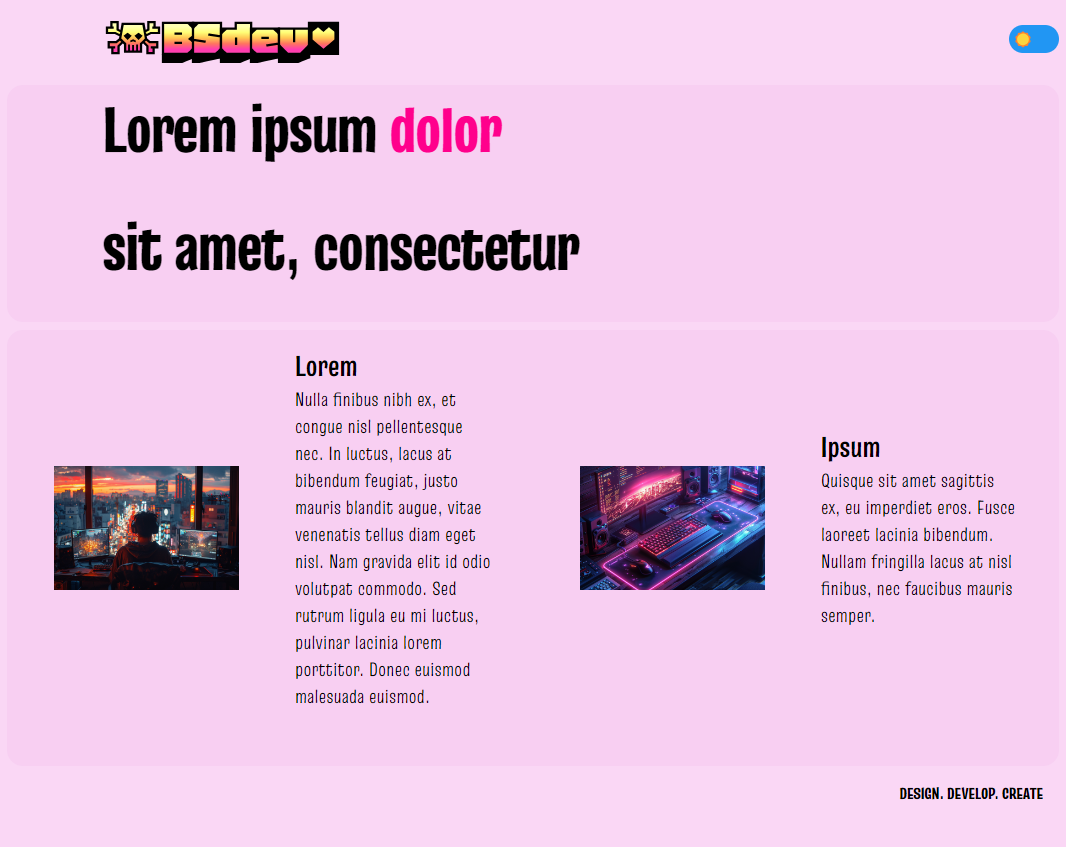 BSdev
Lorem ipsum dolor
sit amet, consectetur
Lorem
Nulla finibus nibh ex, et
congue nisl pellentesque
nec. In luctus, lacus at
bibendum feugiat, justo
mauris blandit augue, vitae
venenatis tellus diam eget
nisl. Nam gravida elit id odio
volutpat commodo. Sed
rutrum ligula eu mi luctus,
pulvinar lacinia lorem
porttitor. Donec euismod
malesuada euismod.
Ipsum
Quisque sit amet sagittis
ex, eu imperdiet eros. Fusce
laoreet lacinia bibendum.
Nullam fringilla lacus at nisl
finibus, nec faucibus mauris
semper.
DESIGN. DEVELOP. CREATE